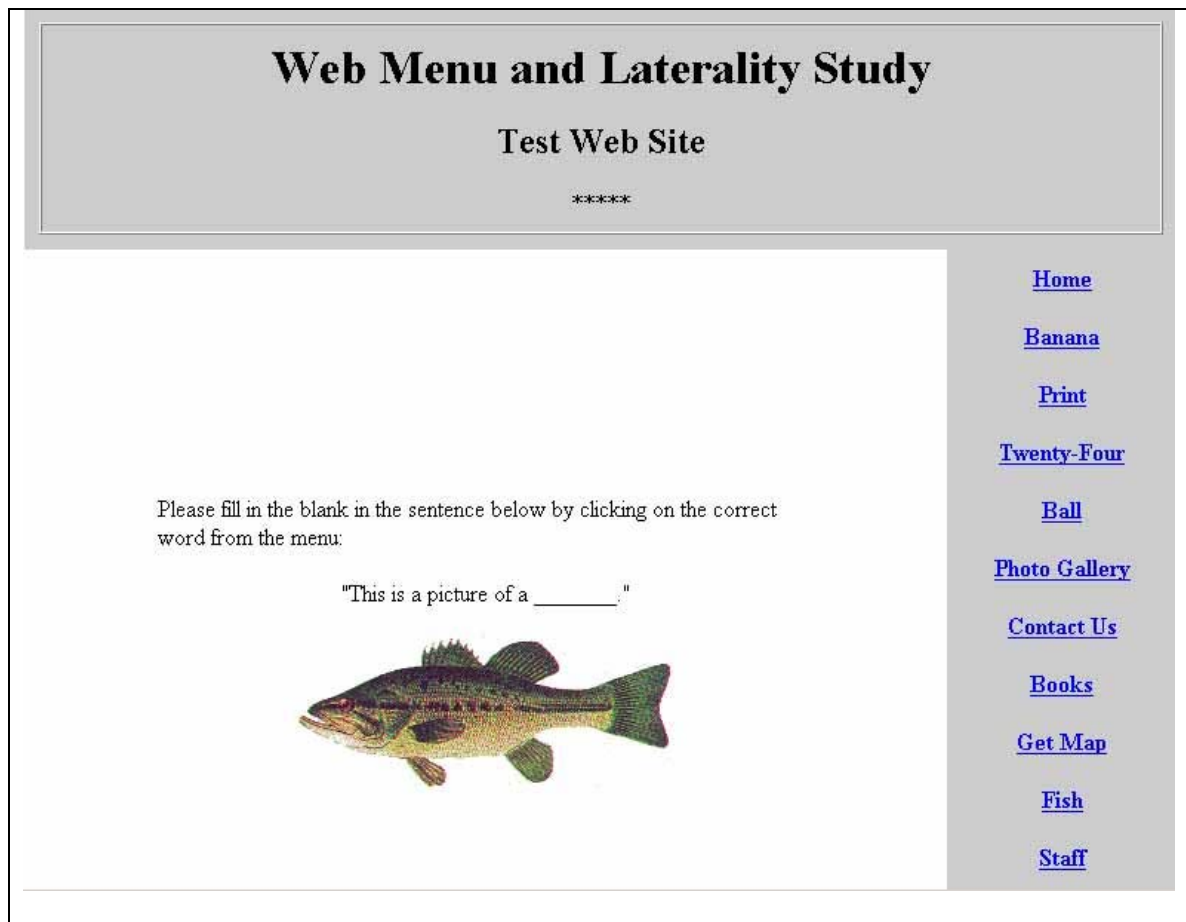 Web Menu and Laterality Study
Test Web Site
*****
Please fill in the blank in the sentence below by clicking on the correct
word from the menu:
"This is a picture of a ________."
Home
Banana
Print
Twenty-Four
Ball
Photo Gallery
Contact Us
Books
Get Map
Fish
Staff